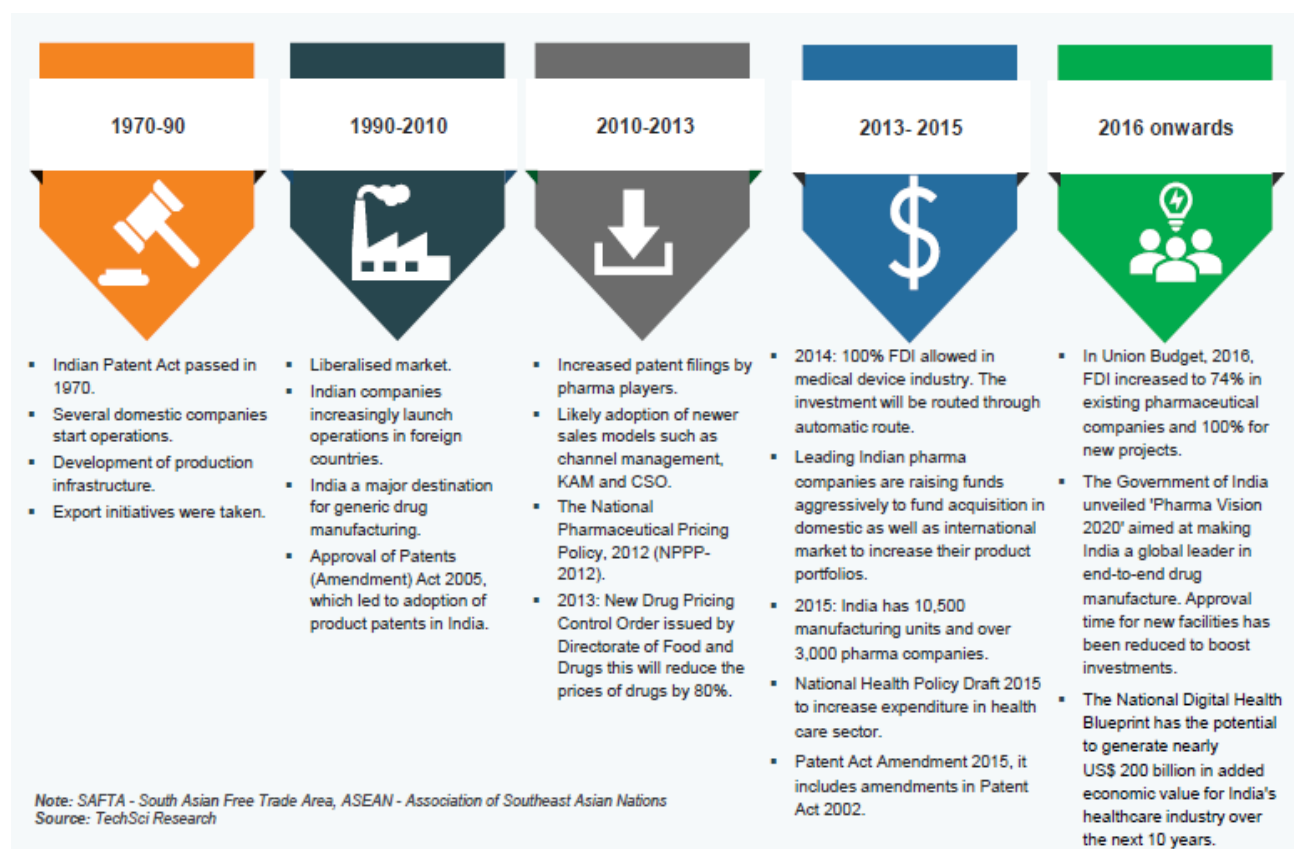 1970-90
▪ Indian Patent Act passed in
1970.
▪ Several domestic companies
start operations.
▪ Development of production
infrastructure.
▪ Export initiatives were taken.
1990-2010
▪ Liberalised market.
▪ Indian companies
increasingly launch
operations in foreign
countries.
▪ India a major destination
for generic drug
manufacturing.
▪ Approval of Patents
(Amendment) Act 2005,
which led to adoption of
product patents in India.
2010-2013
▪ Increased patent filings by
pharma players.
▪ Likely adoption of newer
sales models such as
channel management,
KAM and CSO.
▪ The National
Pharmaceutical Pricing
Policy, 2012 (NPPP-
2012).
▪ 2013: New Drug Pricing
Control Order issued by
Directorate of Food and
Drugs this will reduce the
prices of drugs by 80%.
2013- 2015
▪ 2014: 100% FDI allowed in
medical device industry. The
investment will be routed through
automatic route.
▪ Leading Indian pharma
companies are raising funds
aggressively to fund acquisition in
domestic as well as international
market to increase their product
portfolios.
▪ 2015: India has 10,500
manufacturing units and over
3,000 pharma companies.
▪ National Health Policy Draft 2015
to increase expenditure in health
care sector.
▪ Patent Act Amendment 2015, it
includes amendments in Patent
Act 2002.
2016 onwards
▪ In Union Budget, 2016,
FDI increased to 74% in
existing pharmaceutical
companies and 100% for
new projects.
▪ The Government of India
unveiled 'Pharma Vision
2020' aimed at making
India a global leader in
end-to-end drug
manufacture. Approval
time for new facilities has
been reduced to boost
investments.
▪ The National Digital Health
Blueprint has the potential
to generate nearly
US$ 200 billion in added
economic value for India's
healthcare industry over
the next 10 years.
Note: SAFTA - South Asian Free Trade Area, ASEAN - Association of Southeast Asian Nations
Source: TechSci Research